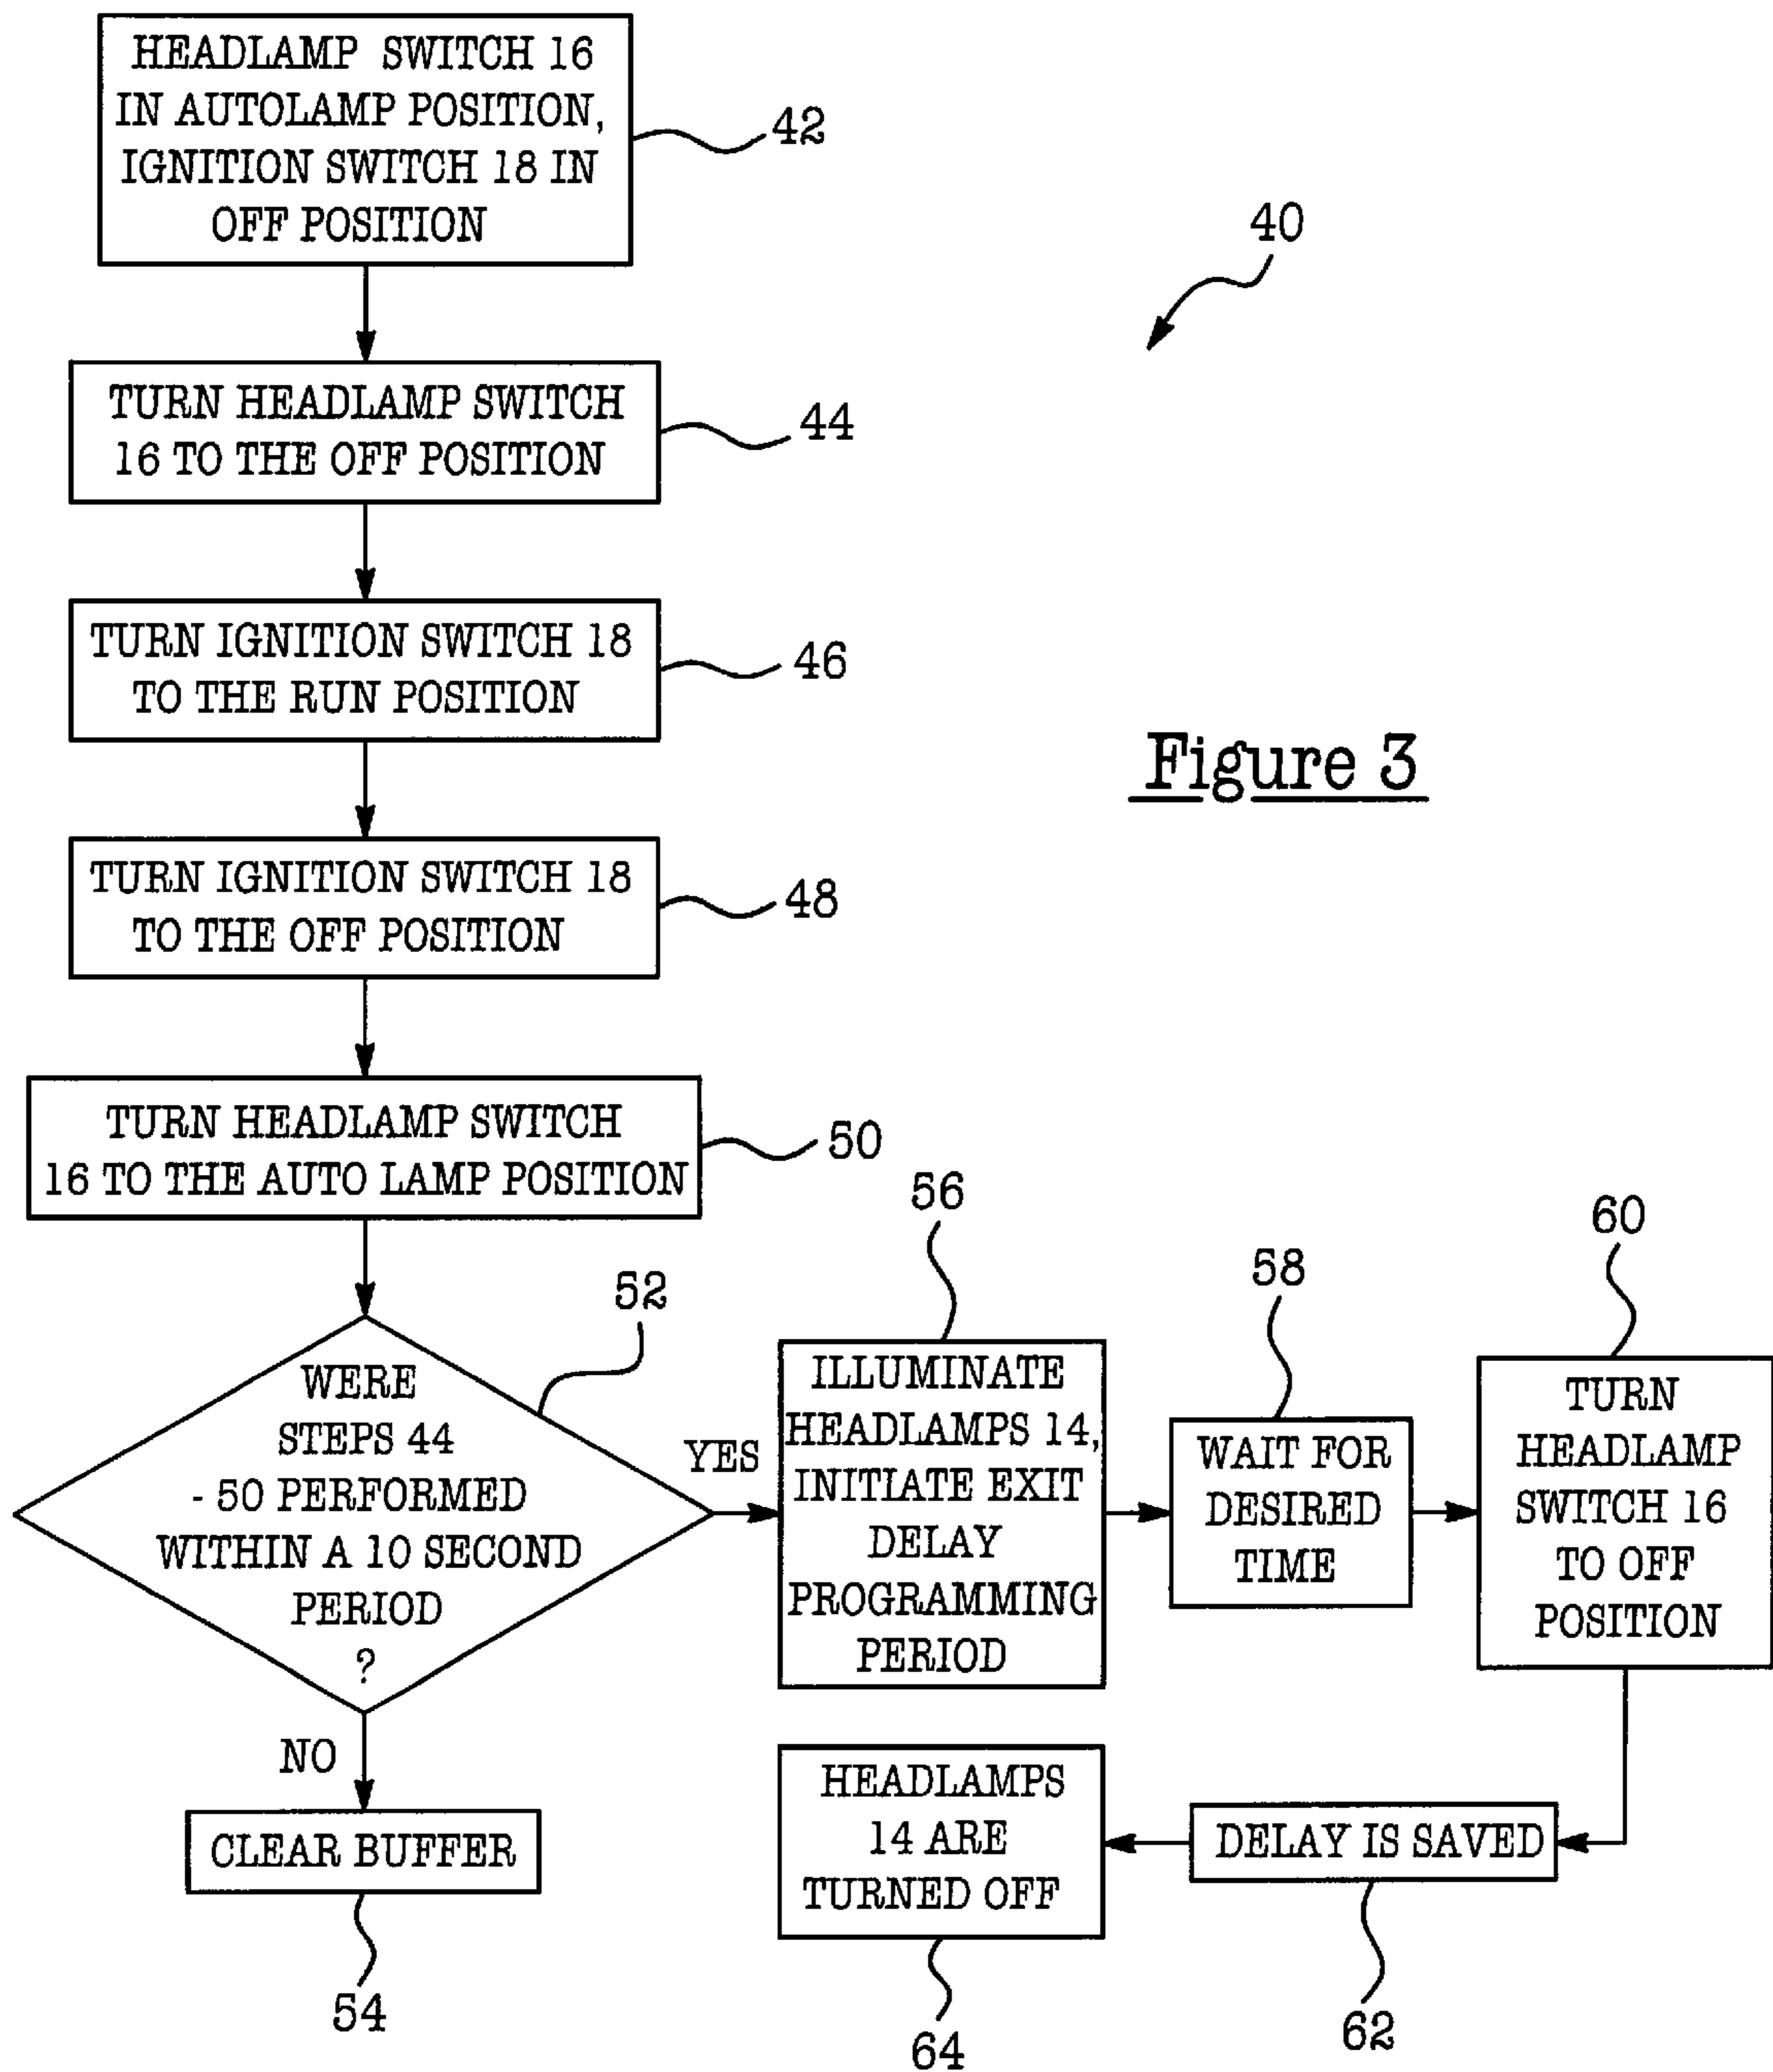 HEADLAMP SWITCH 16
IN AUTOLAMP POSITION,
IGNITION SWITCH 18 IN
OFF POSITION
42
40
TURN HEADLAMP SWITCH
16 TO THE OFF POSITION
44
TURN IGNITION SWITCH 18
TO THE RUN POSITION
46
Figure 3
TURN IGNITION SWITCH 18
TO THE OFF POSITION
48
TURN HEADLAMP SWITCH
16 TO THE AUTO LAMP POSITION
50
WERE
STEPS 44
- 50 PERFORMED
WITHIN A 10 SECOND
PERIOD
?
52
NO
CLEAR BUFFER
54
YES
56
ILLUMINATE
HEADLAMPS 14,
INITIATE EXIT
DELAY
PROGRAMMING
PERIOD
58
WAIT FOR
DESIRED
TIME
60
TURN
HEADLAMP
SWITCH 16
TO OFF
POSITION
DELAY IS SAVED
62
HEADLAMPS
14 ARE
TURNED OFF
64